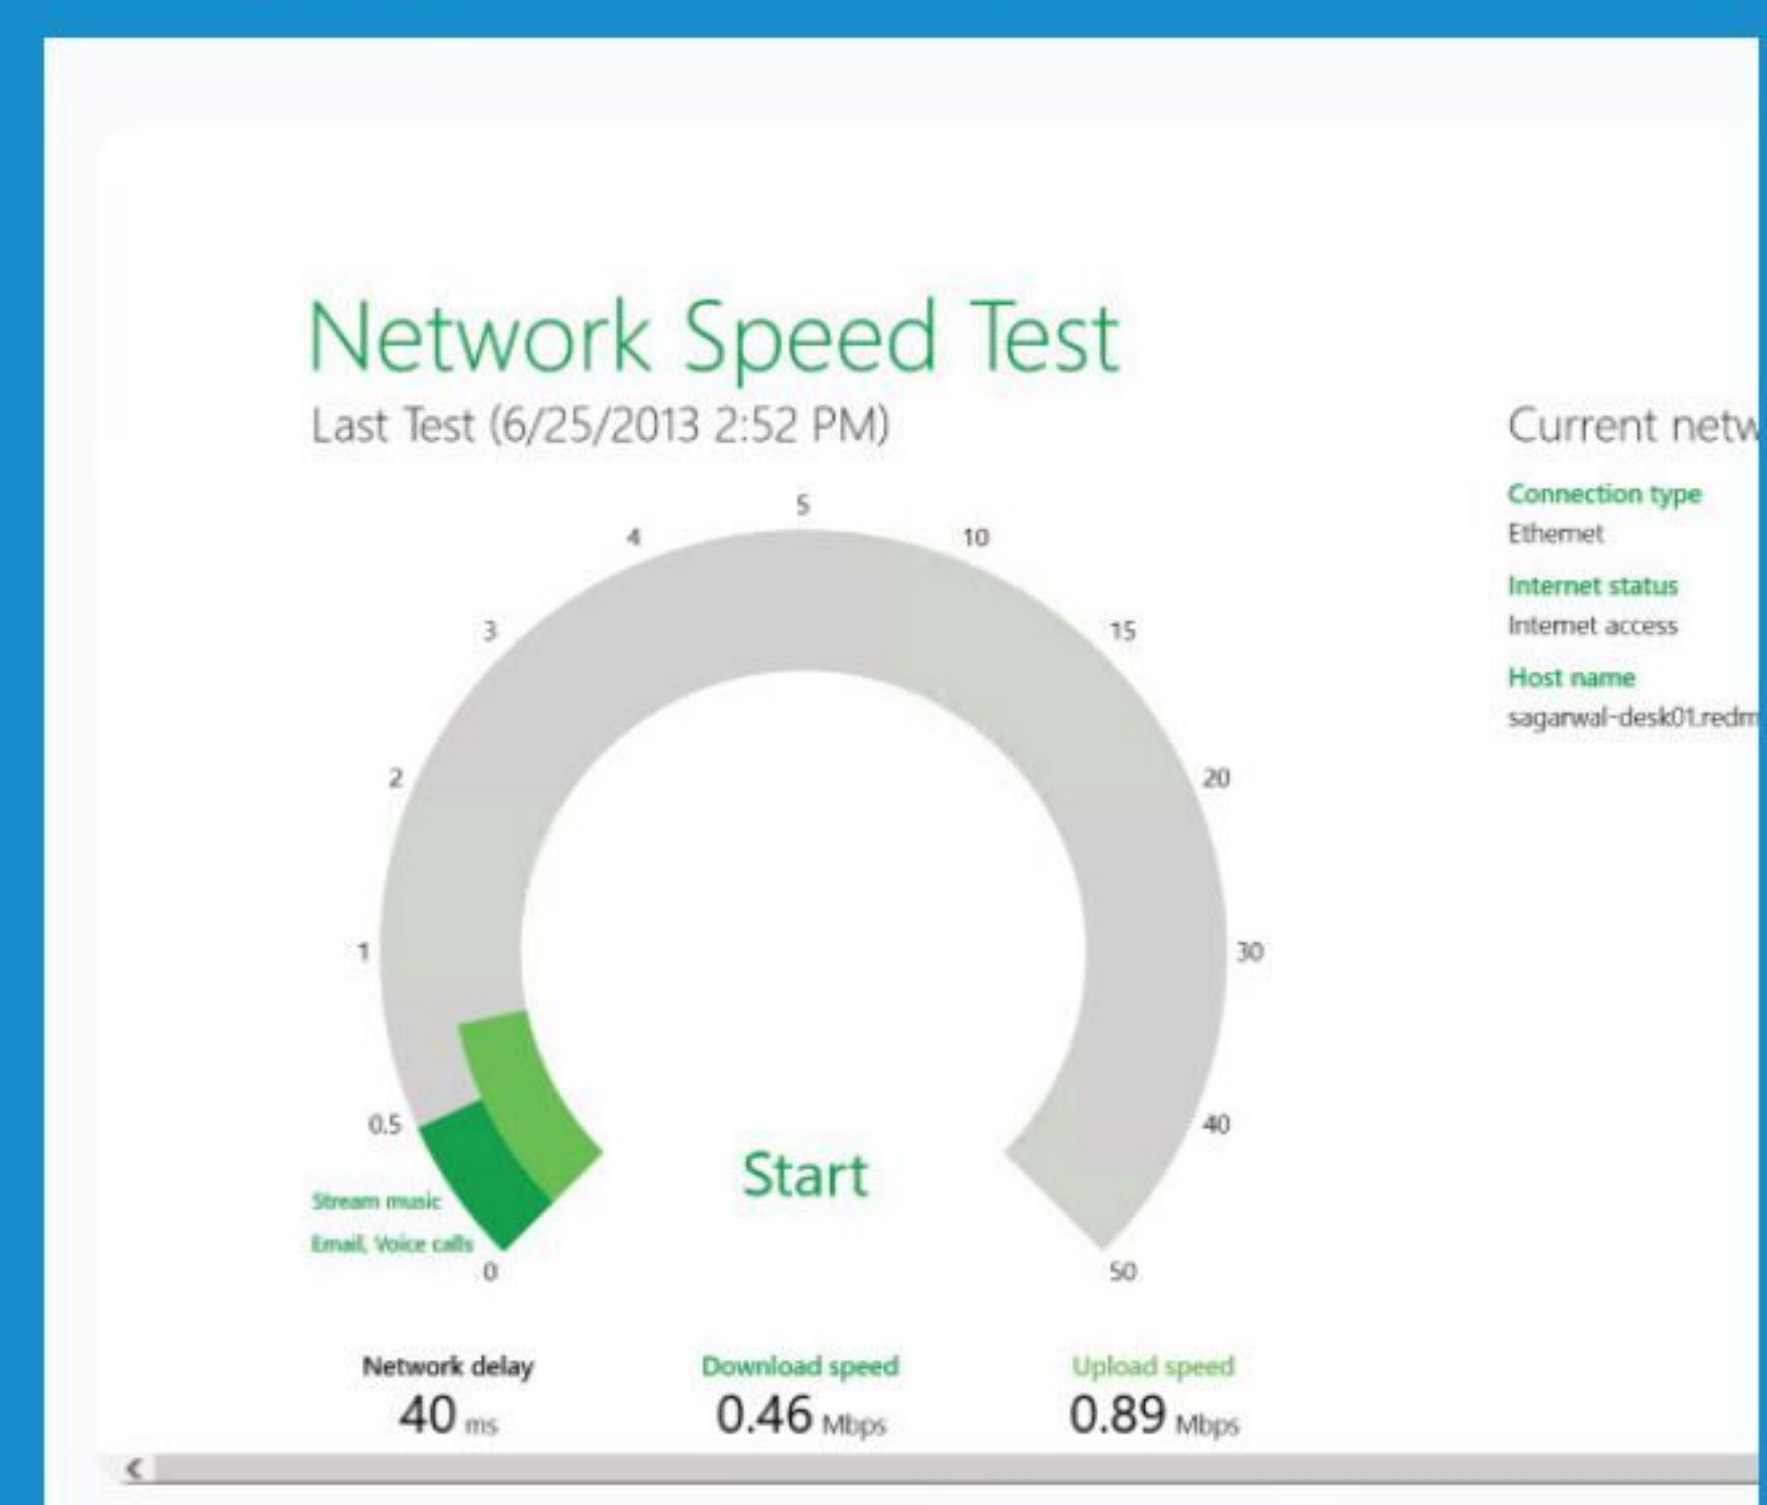 Network Speed Test
Last Test (6/25/2013 2:52 PM)
Current netw
Connection type
Ethernet
Internet status
Internet access
Host name
sagarwal-desk01.redm
5
4
10
3
15
2
20
1
30
0.5
40
Start
Stream music
Email, Voice calls
0
50
Network delay
40 ms
Download speed
0.46 Mbps
Upload speed
0.89 Mbps